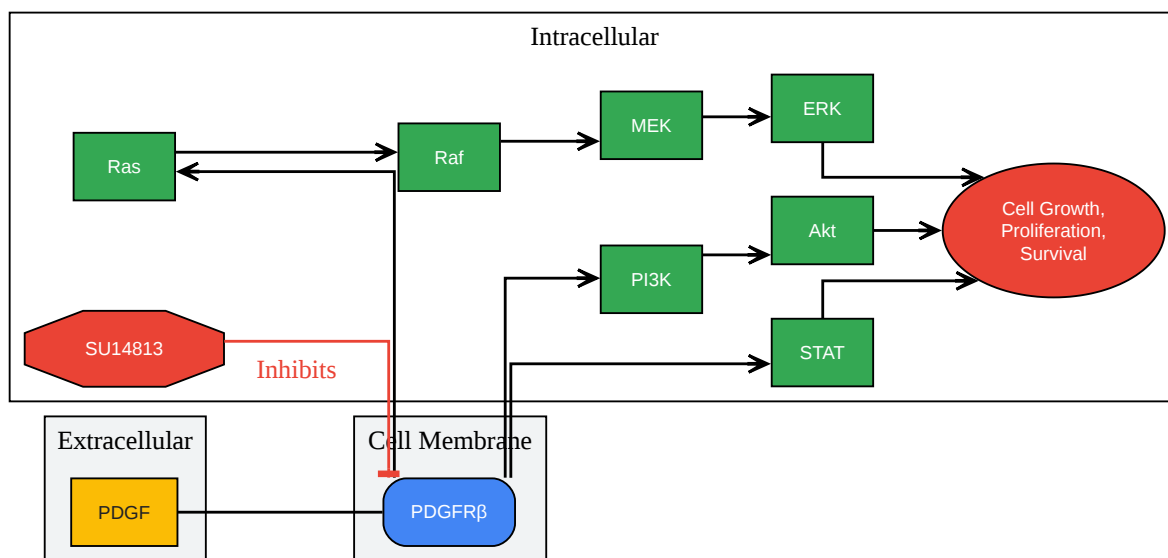 Intracellular
ERK
MEK
Raf
Ras
Cell Growth,
Proliferation,
Survival
Akt
PI3K
SU14813
Inhibits
STAT
Extracellular
Cell Membrane
PDGF
PDGFRβ